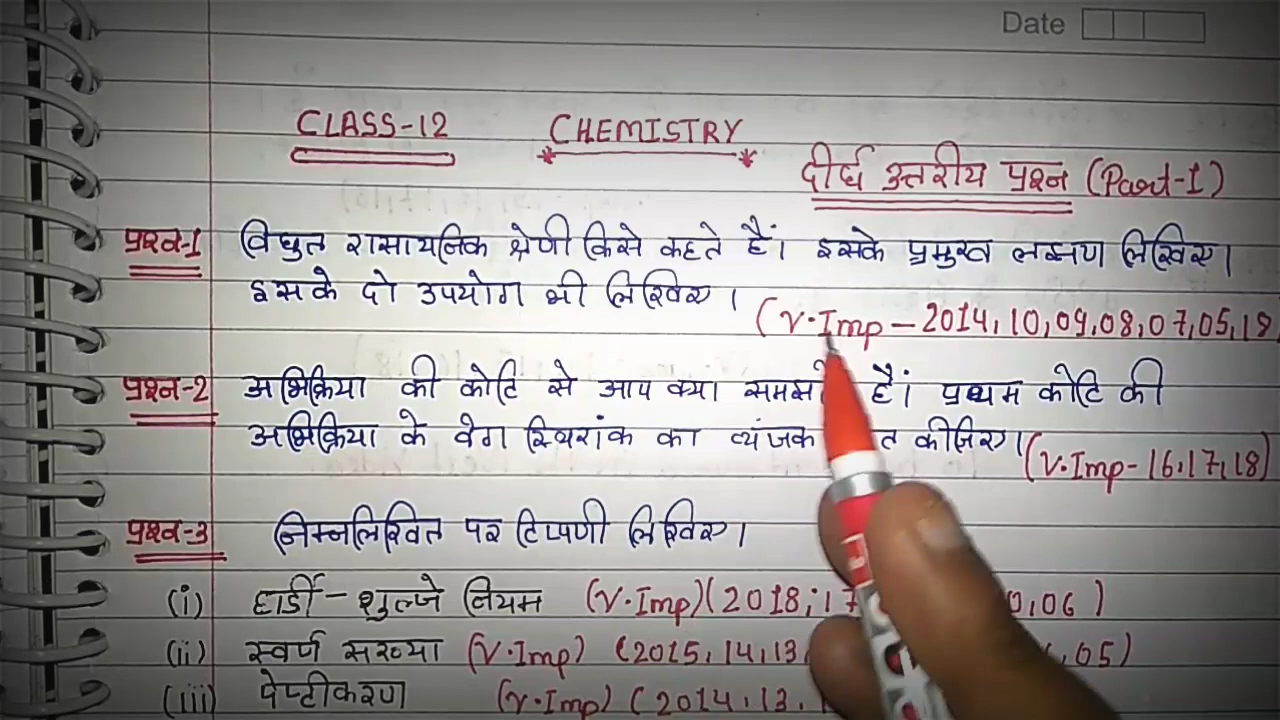 Date
CLASS-12 CHEMISTRY
दीर्घ उत्तरीय प्रश्न (Part-1)
प्रश्न-1 विधुत रासायनिक श्रेणी किसे कहते हैं। इसके प्रमुख लक्षण लिखिए।
इसके दो उपयोग भी लिखिए।
(V.Imp - 2014, 10, 09, 08, 07, 05, 18
प्रश्न-2 अभिक्रिया की कोटि से आप क्या हैं। प्रथम कोटि की
अभिक्रिया के वेग स्थिरांक का व्यंजक कीजिए।
(V.Imp - 16, 17, 18)
प्रश्न-3 निम्नलिखित पर टिप्पणी लिखिए।
(i) हार्डी - शुल्जे नियम (V.Imp) (2018, 17 06)
(ii) स्वर्ण सख्या (V.Imp) (2015, 14, 13, 05)
(iii) पेप्टीकरण (V.Imp) (2014, 13,